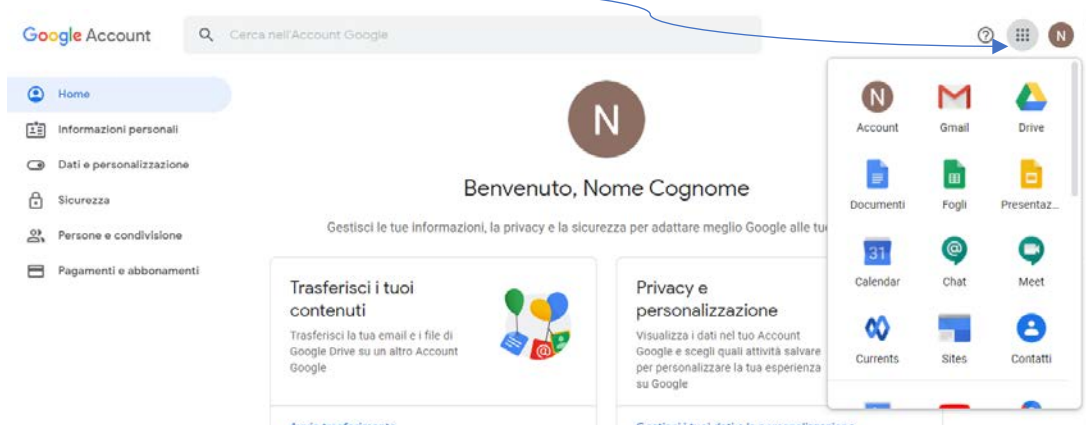 Google Account
Cerca nell'Account Google
N
Home
Informazioni personali
Dati e personalizzazione
Sicurezza
Persone e condivisione
Pagamenti e abbonamenti
N
Benvenuto, Nome Cognome
Gestisci le tue informazioni, la privacy e la sicurezza per adattare meglio Google alle tu
Trasferisci i tuoi
contenuti
Trasferisci la tua email e i file di
Google Drive su un altro Account
Google
Privacy e
personalizzazione
Visualizza i dati nel tuo Account
Google e scegli quali attività salvare
per personalizzare la tua esperienza
su Google
N
Account Gmail Drive
Documenti Fogli Presentaz...
31
Calendar Chat Meet
Currents Sites Contatti